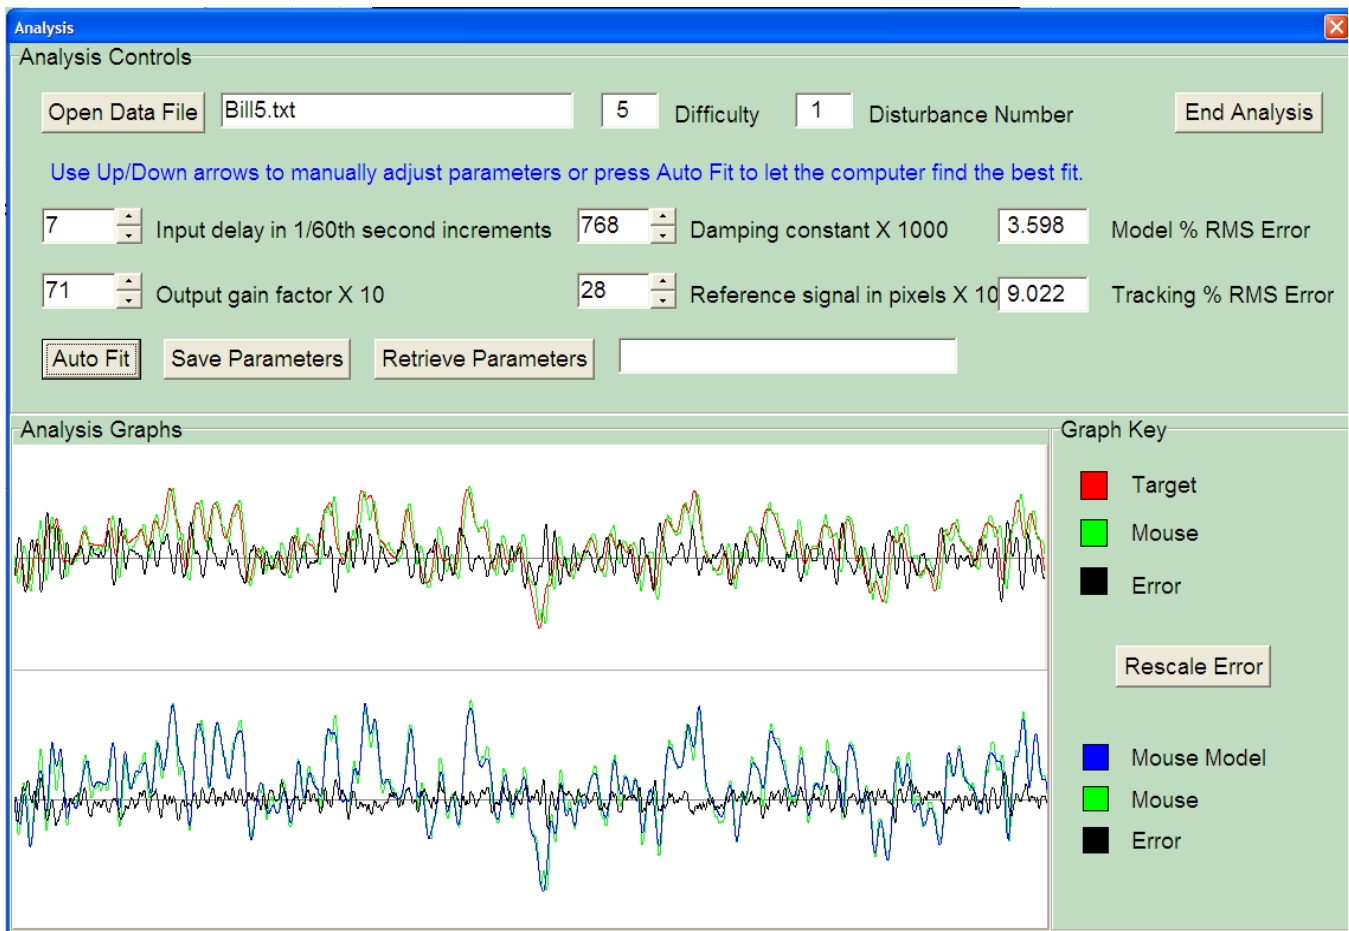 Analysis
Analysis Controls
Open Data File Bill5.txt 5 Difficulty 1 Disturbance Number End Analysis
Use Up/Down arrows to manually adjust parameters or press Auto Fit to let the computer find the best fit.
7 Input delay in 1/60th second increments 768 Damping constant X 1000 3.598 Model % RMS Error
71 Output gain factor X 10 28 Reference signal in pixels X 10 9.022 Tracking % RMS Error
Auto Fit Save Parameters Retrieve Parameters
Analysis Graphs
Graph Key
Target
Mouse
Error
Rescale Error
Mouse Model
Mouse
Error